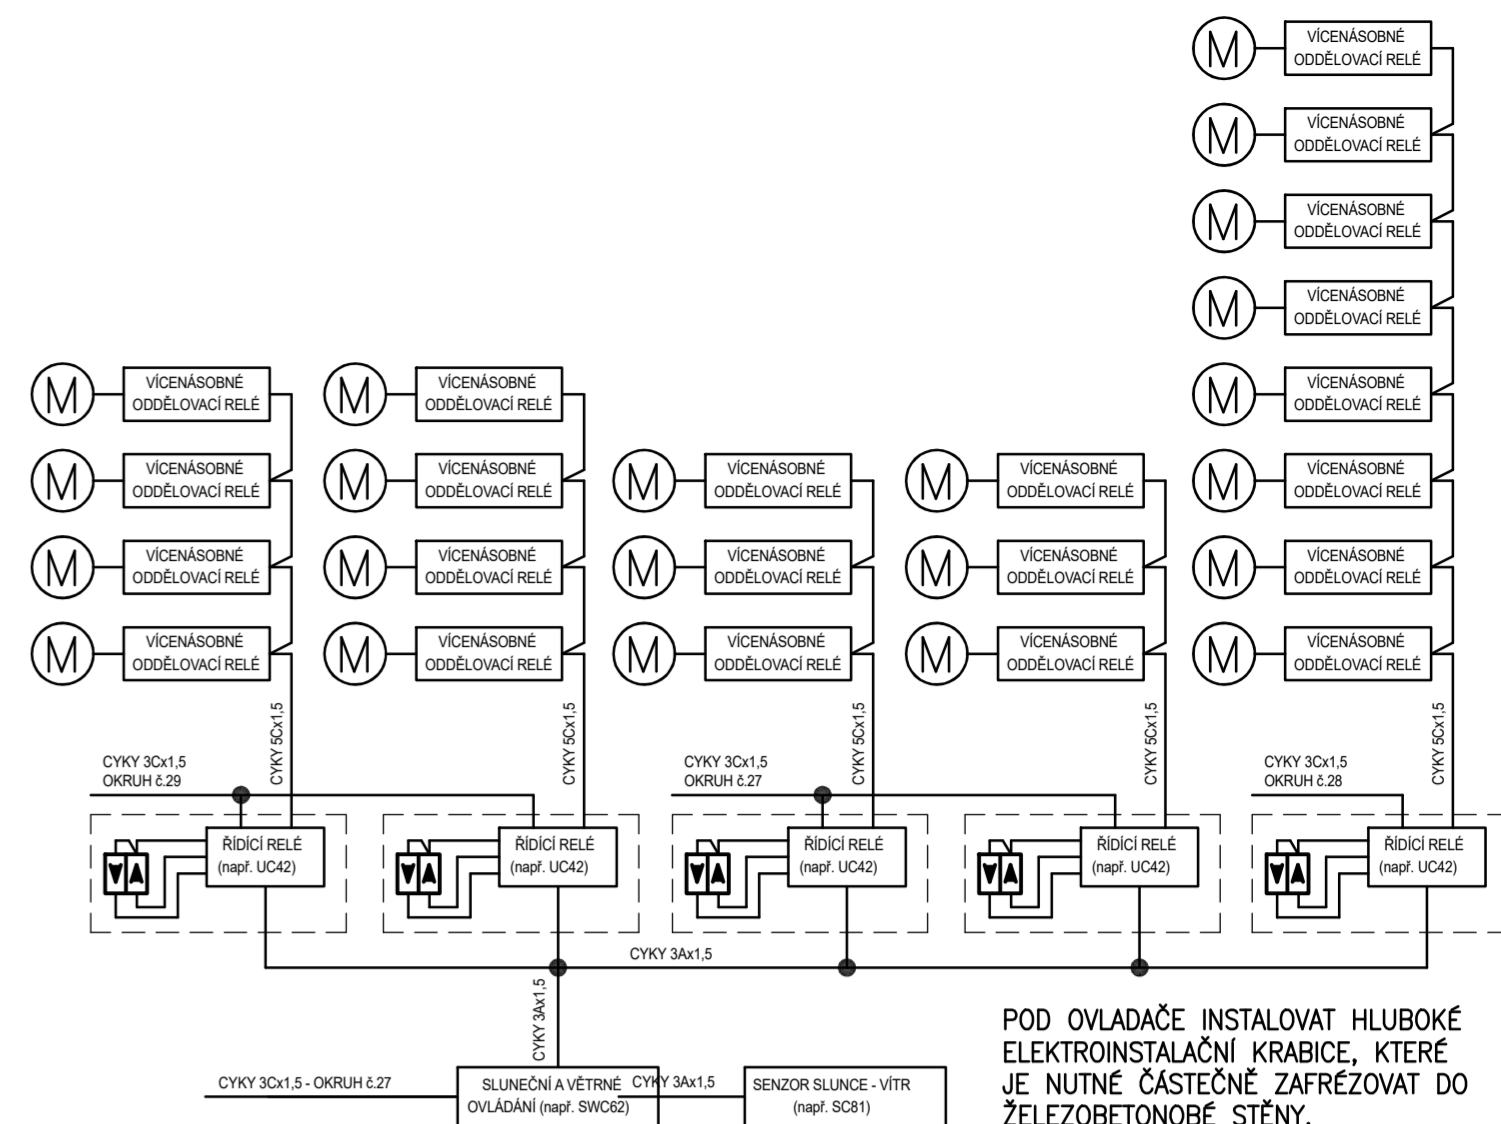 M VÍCENÁSOBNÉ
ODDĚLOVACÍ RELÉ
M VÍCENÁSOBNÉ
ODDĚLOVACÍ RELÉ
M VÍCENÁSOBNÉ
ODDĚLOVACÍ RELÉ
M VÍCENÁSOBNÉ
ODDĚLOVACÍ RELÉ
M VÍCENÁSOBNÉ
ODDĚLOVACÍ RELÉ
M VÍCENÁSOBNÉ
ODDĚLOVACÍ RELÉ
M VÍCENÁSOBNÉ
ODDĚLOVACÍ RELÉ
M VÍCENÁSOBNÉ
ODDĚLOVACÍ RELÉ
M VÍCENÁSOBNÉ
ODDĚLOVACÍ RELÉ
M VÍCENÁSOBNÉ
ODDĚLOVACÍ RELÉ
M VÍCENÁSOBNÉ
ODDĚLOVACÍ RELÉ
M VÍCENÁSOBNÉ
ODDĚLOVACÍ RELÉ
M VÍCENÁSOBNÉ
ODDĚLOVACÍ RELÉ
M VÍCENÁSOBNÉ
ODDĚLOVACÍ RELÉ
M VÍCENÁSOBNÉ
ODDĚLOVACÍ RELÉ
M VÍCENÁSOBNÉ
ODDĚLOVACÍ RELÉ
M VÍCENÁSOBNÉ
ODDĚLOVACÍ RELÉ
M VÍCENÁSOBNÉ
ODDĚLOVACÍ RELÉ
M VÍCENÁSOBNÉ
ODDĚLOVACÍ RELÉ
M VÍCENÁSOBNÉ
ODDĚLOVACÍ RELÉ
M VÍCENÁSOBNÉ
ODDĚLOVACÍ RELÉ
M VÍCENÁSOBNÉ
ODDĚLOVACÍ RELÉ
CYKY 5Cx1,5
CYKY 5Cx1,5
CYKY 5Cx1,5
CYKY 5Cx1,5
CYKY 5Cx1,5
CYKY 3Cx1,5
OKRUH č.29
CYKY 3Cx1,5
OKRUH č.27
CYKY 3Cx1,5
OKRUH č.28
ŘÍDÍCÍ RELÉ
(např. UC42)
ŘÍDÍCÍ RELÉ
(např. UC42)
ŘÍDÍCÍ RELÉ
(např. UC42)
ŘÍDÍCÍ RELÉ
(např. UC42)
ŘÍDÍCÍ RELÉ
(např. UC42)
CYKY 3Ax1,5
CYKY 3Ax1,5
CYKY 3Cx1,5 - OKRUH č.27
SLUNEČNÍ A VĚTRNÉ
OVLÁDÁNÍ (např. SWC62)
CYKY 3Ax1,5
SENZOR SLUNCE - VÍTR
(např. SC81)
POD OVLADAČE INSTALOVAT HLUBOKÉ
ELEKTROINSTALAČNÍ KRABICE, KTERÉ
JE NUTNÉ ČÁSTEČNĚ ZAFRÉZOVAT DO
ŽELEZOBETONOBÉ STĚNY.